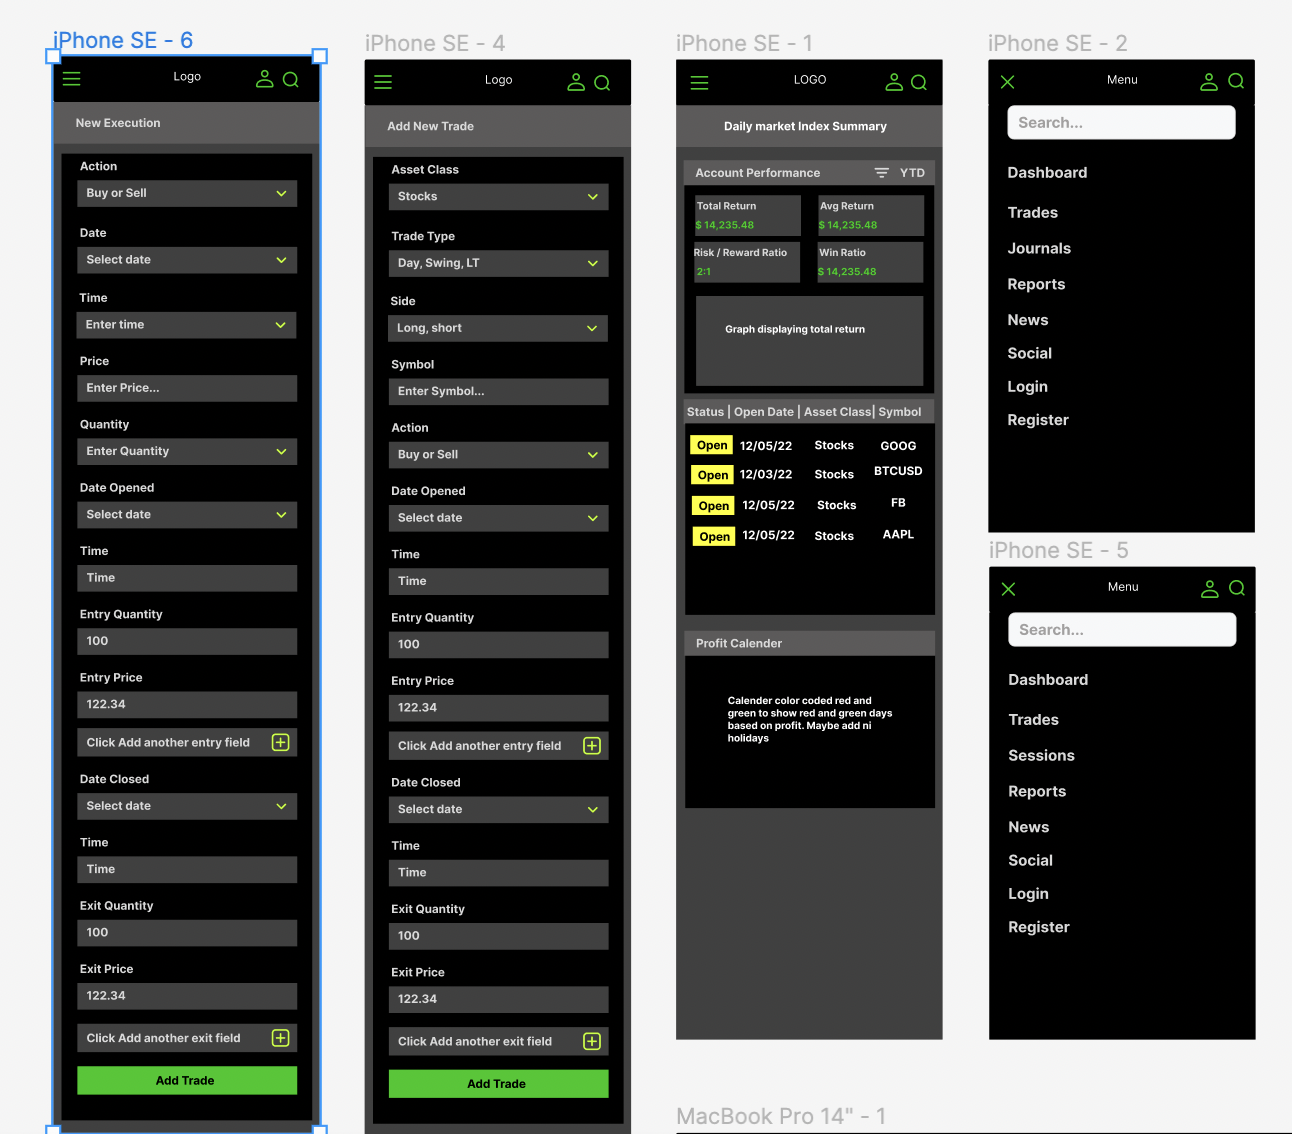 iPhone SE - 6
Logo
New Execution
Action
Buy or Sell
Date
Select date
Time
Enter time
Price
Enter Price...
Quantity
Enter Quantity
Date Opened
Select date
Time
Time
Entry Quantity
100
Entry Price
122.34
Click Add another entry field
Date Closed
Select date
Time
Time
Exit Quantity
100
Exit Price
122.34
Click Add another exit field
Add Trade
iPhone SE - 4
Logo
Add New Trade
Asset Class
Stocks
Trade Type
Day, Swing, LT
Side
Long, short
Symbol
Enter Symbol...
Action
Buy or Sell
Date Opened
Select date
Time
Time
Entry Quantity
100
Entry Price
122.34
Click Add another entry field
Date Closed
Select date
Time
Time
Exit Quantity
100
Exit Price
122.34
Click Add another exit field
Add Trade
iPhone SE - 1
LOGO
Daily market Index Summary
Account Performance YTD
Total Return Avg Return
$ 14,235.48 $ 14,235.48
Risk / Reward Ratio Win Ratio
2:1 $ 14,235.48
Graph displaying total return
Status | Open Date | Asset Class| Symbol
Open 12/05/22 Stocks GOOG
Open 12/03/22 Stocks BTCUSD
Open 12/05/22 Stocks FB
Open 12/05/22 Stocks AAPL
Profit Calender
Calender color coded red and
green to show red and green days
based on profit. Maybe add ni
holidays
iPhone SE - 2
Menu
Search...
Dashboard
Trades
Journals
Reports
News
Social
Login
Register
iPhone SE - 5
Menu
Search...
Dashboard
Trades
Sessions
Reports
News
Social
Login
Register
MacBook Pro 14" - 1